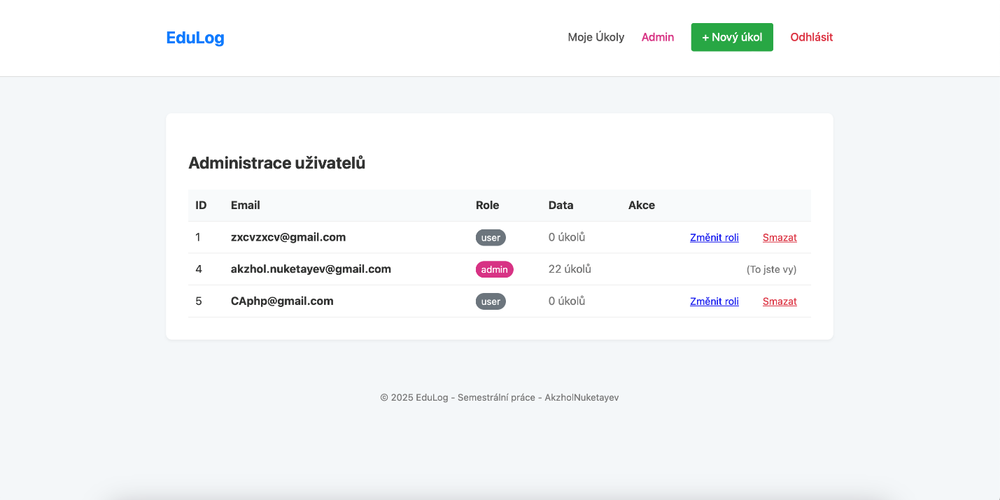 EduLog Moje Úkoly Admin + Nový úkol Odhlásit
Administrace uživatelů
ID Email Role Data Akce
1 zxcvzxcv@gmail.com user 0 úkolů Změnit roli Smazat
4 akzhol.nuketayev@gmail.com admin 22 úkolů (To jste vy)
5 CAphp@gmail.com user 0 úkolů Změnit roli Smazat
© 2025 EduLog - Semestrální práce - AkzholNuketayev